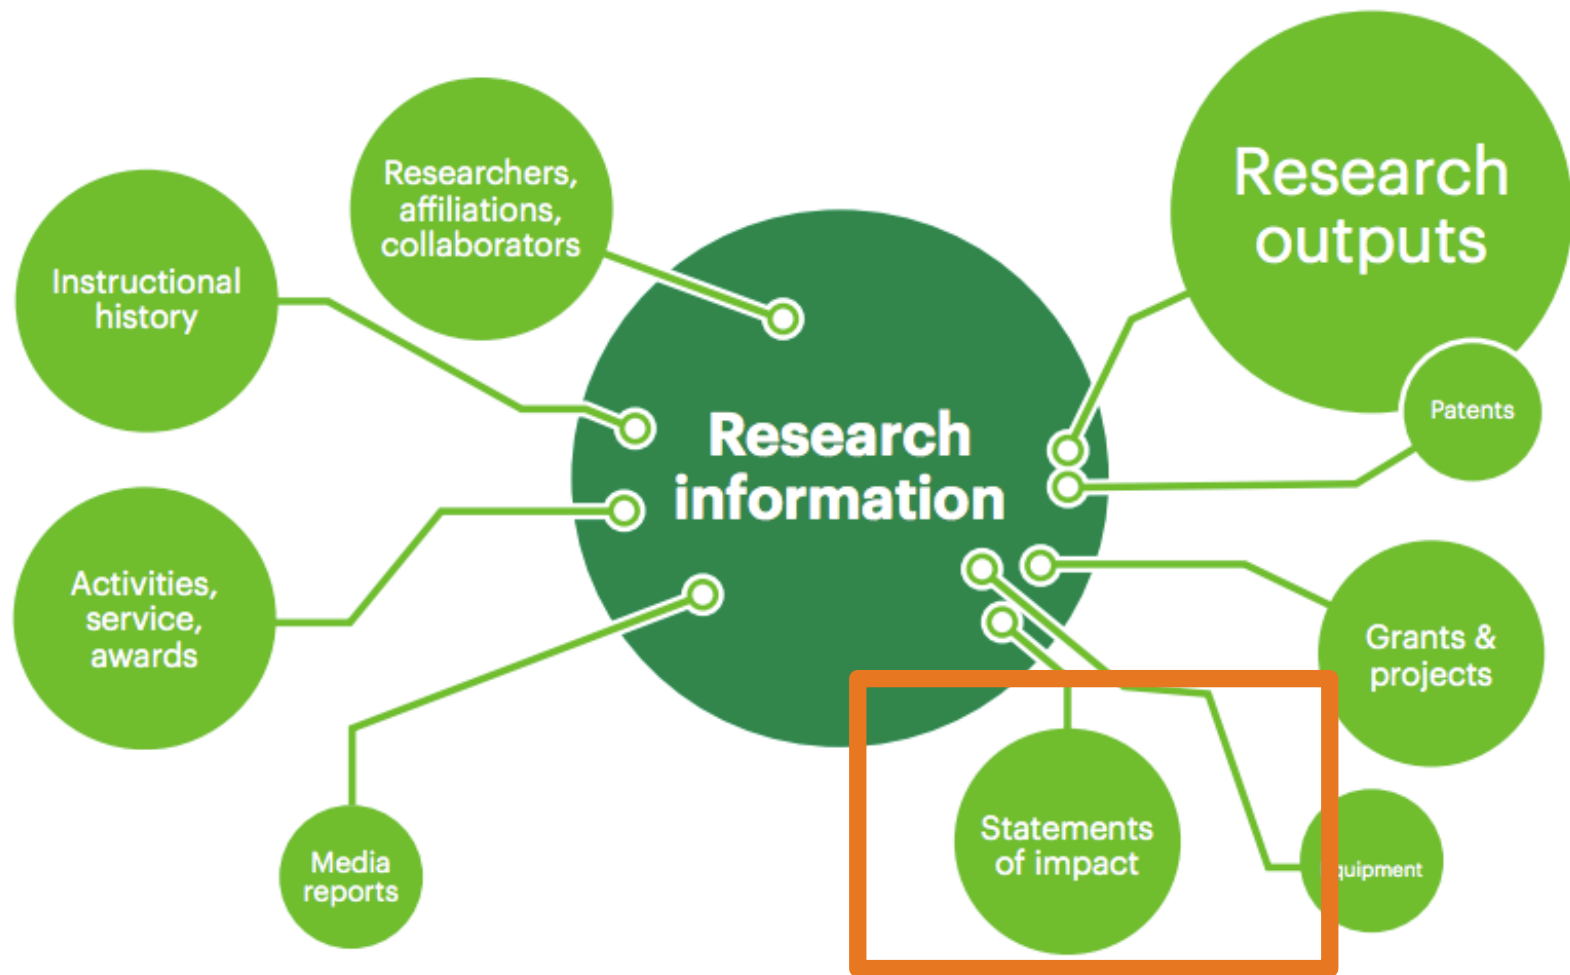 Researchers,
affiliations,
collaborators
Research
outputs
Instructional
history
Patents
Research
information
Activities,
service,
awards
Grants &
projects
Statements
of impact
Media
reports
quipment